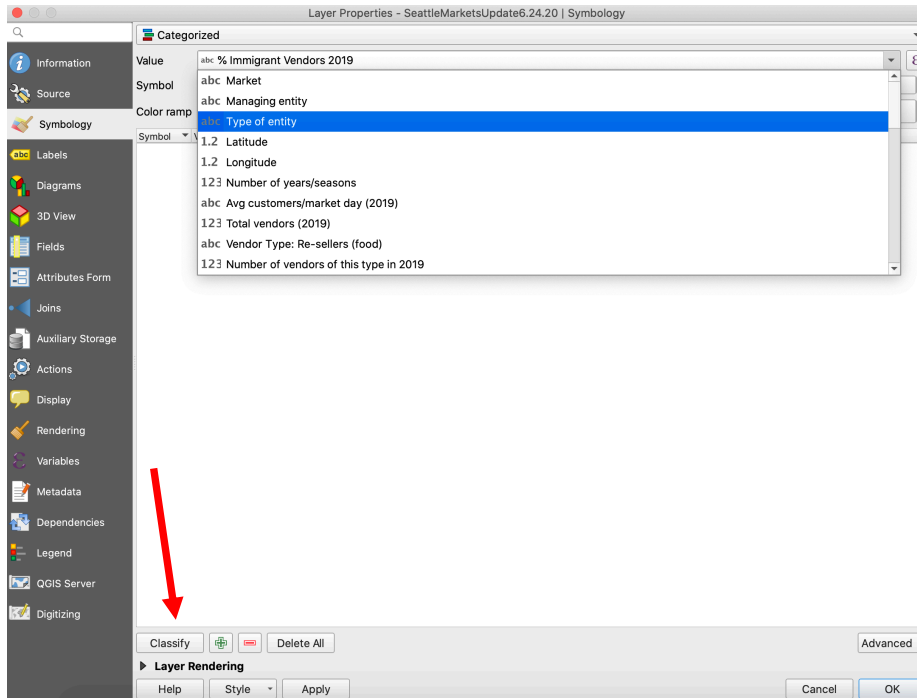 Layer Properties - SeattleMarketsUpdate6.24.20 | Symbology
Categorized
Information
Value
abc % Immigrant Vendors 2019
ε
Source
Symbol
abc Market
abc Managing entity
Symbology
Color ramp
abc Type of entity
Symbol
1.2 Latitude
abc Labels
1.2 Longitude
Diagrams
123 Number of years/seasons
abc Avg customers/market day (2019)
3D View
123 Total vendors (2019)
Fields
abc Vendor Type: Re-sellers (food)
123 Number of vendors of this type in 2019
Attributes Form
Joins
Auxiliary Storage
Actions
Display
Rendering
ε Variables
Metadata
Dependencies
Legend
QGIS Server
Digitizing
Classify Delete All Advanced
Layer Rendering
Help Style Apply Cancel OK